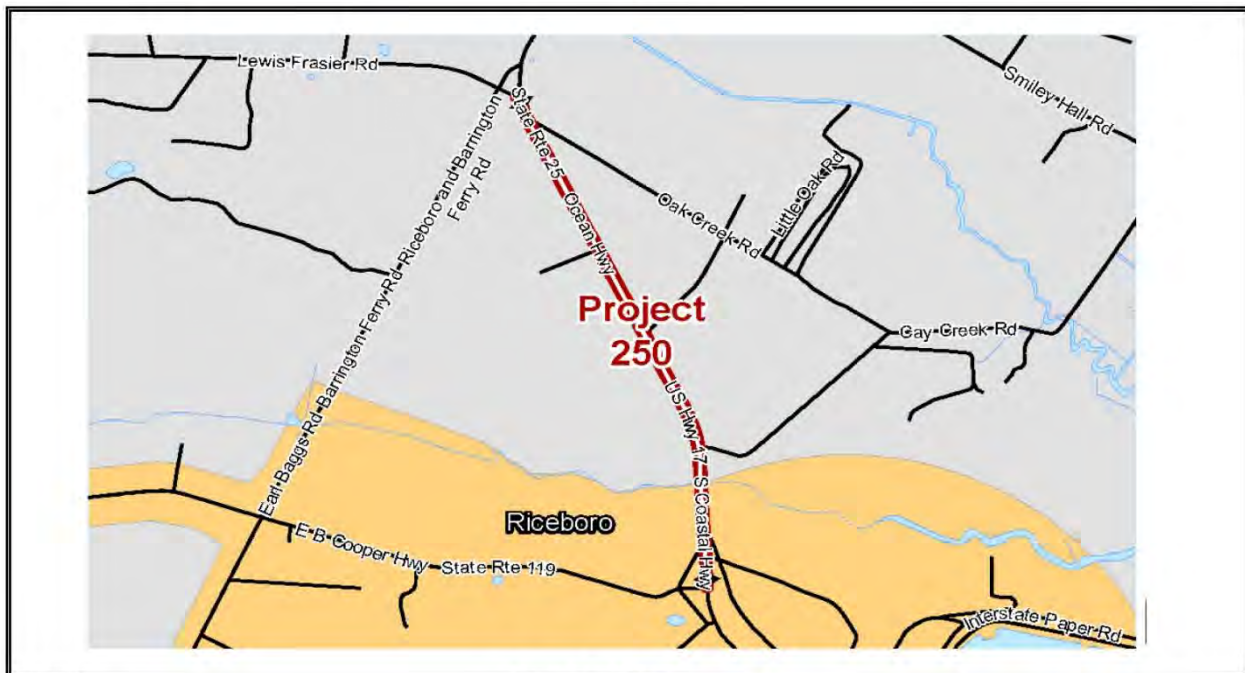 Lewis Frasier Rd
Smiley Hall Rd
State Rte 25 Ocean Hwy
Earl Baggs Rd Barrington Ferry Rd Riceboro and Barrington
Ferry Rd
Oak Creek Rd
Little Oak Rd
Project
250
Cay Creek Rd
US Hwy 17 S Coastal Hwy
Riceboro
E B Cooper Hwy State Rte 119
Interstate Paper Rd